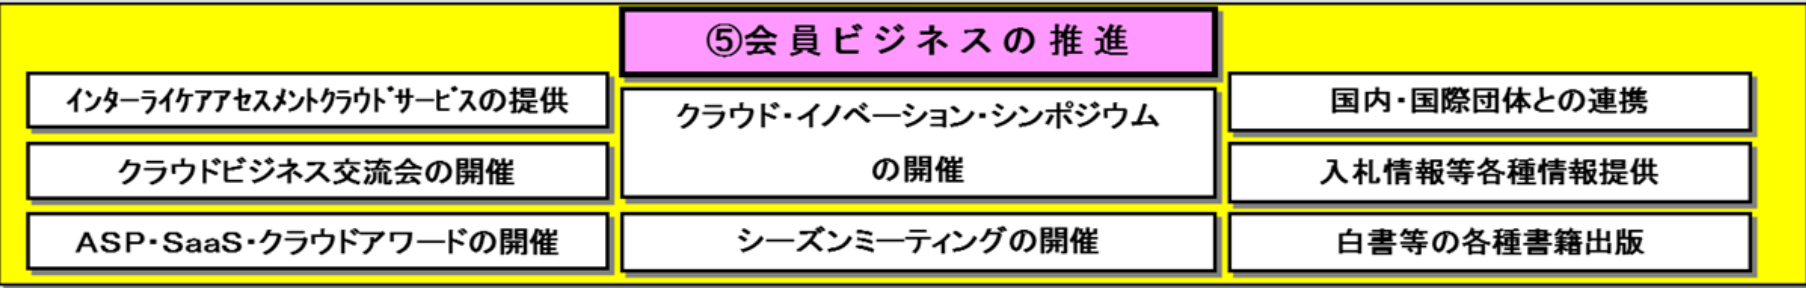 ⑤会員ビジネスの推進
インターライケアアセスメントクラウドサービスの提供
クラウドビジネス交流会の開催
ASP・SaaS・クラウドアワードの開催
クラウド・イノベーション・シンポジウム
の開催
シーズンミーティングの開催
国内・国際団体との連携
入札情報等各種情報提供
白書等の各種書籍出版